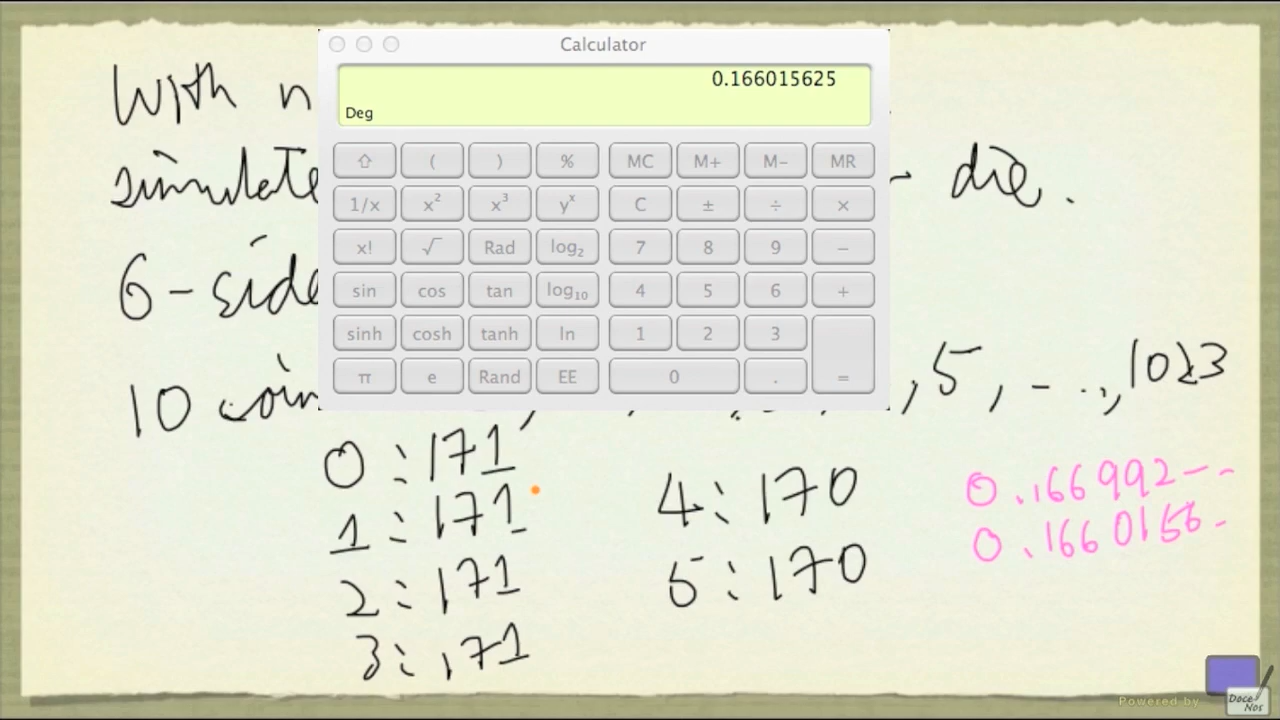 With n
Calculator
0.166015625
Deg
⇧ ( ) % MC M+ M- MR
1/x x² x³ yˣ C ± ÷ ×
x! √ Rad log₂ 7 8 9 −
sin cos tan log₁₀ 4 5 6 +
sinh cosh tanh ln 1 2 3
π e Rand EE 0 . =
simulate die.
6-side
10 coin , 5, ..., 1023
0:171
1:171
2:171
3:171
4:170
5:170
0.166992--
0.1660156-
Powered by
Doce
Nos